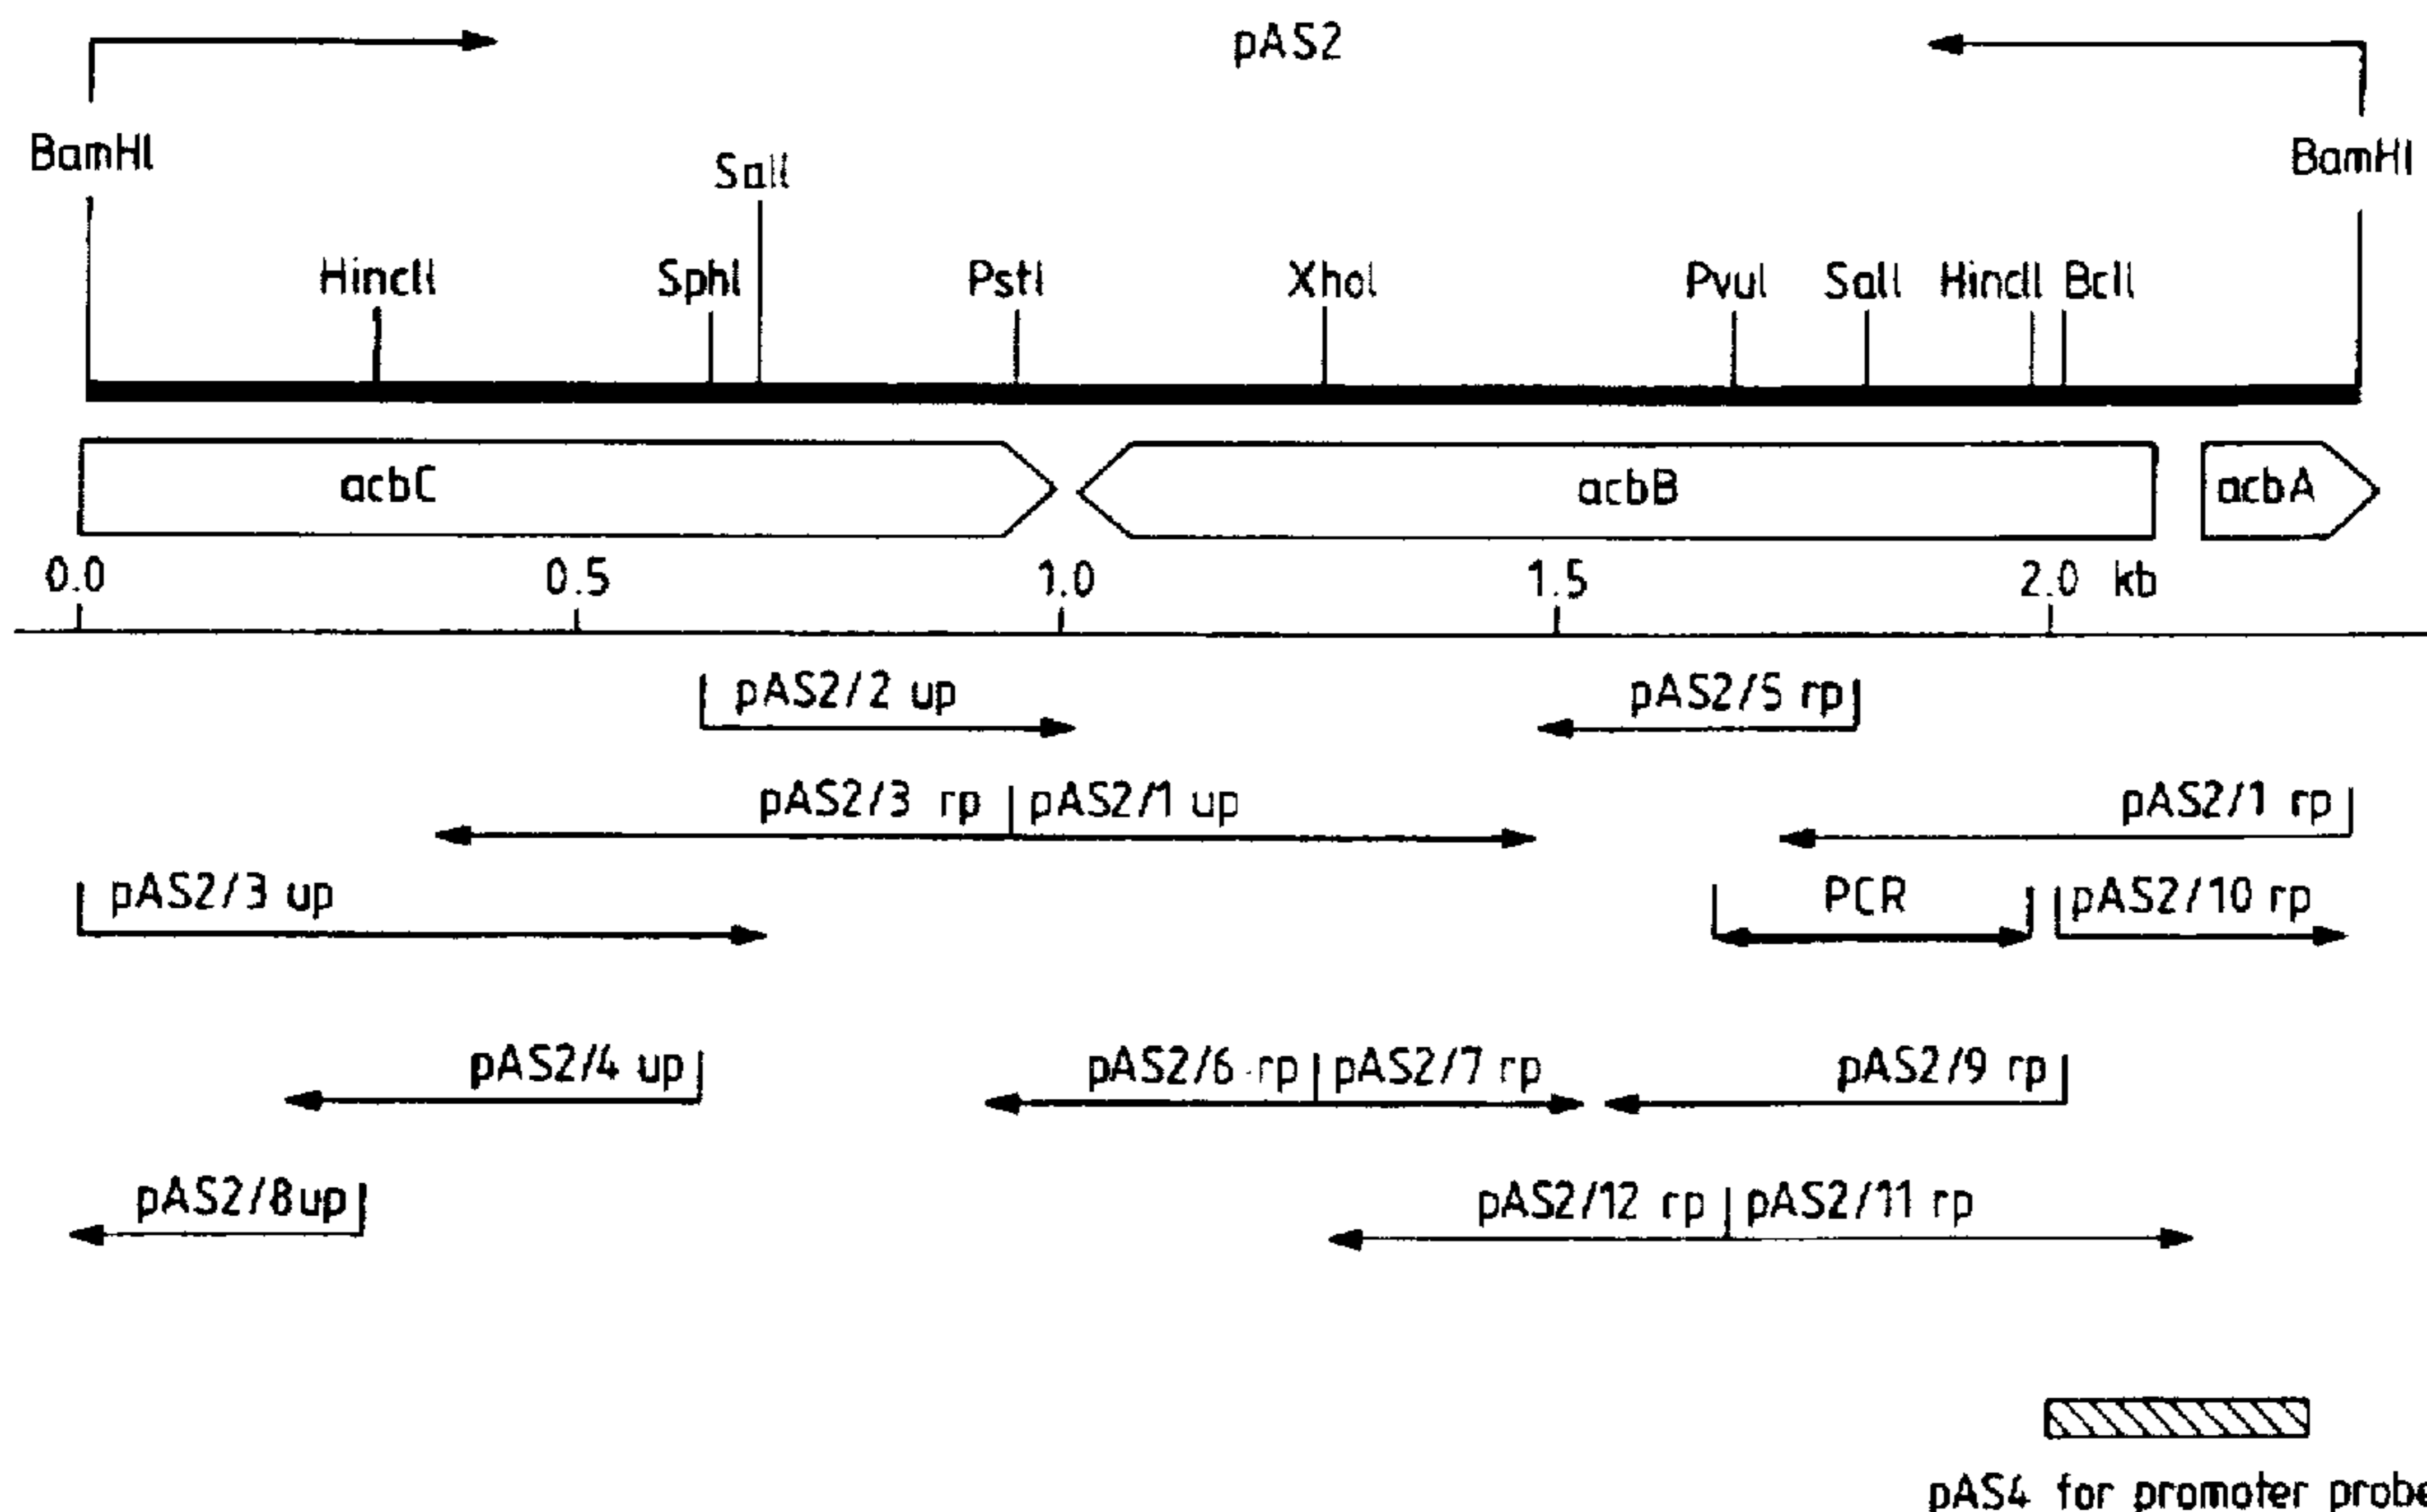 pAS2
BamHI BamHI
SalI
HincII SphI PstI XhoI PvuI SalI HincII BclI
acbC acbB acbA
0.0 0.5 1.0 1.5 2.0 kb
pAS2/2 up pAS2/5 rp
pAS2/3 rp pAS2/1 up pAS2/1 rp
pAS2/3 up PCR pAS2/10 rp
pAS2/4 up pAS2/6 rp pAS2/7 rp pAS2/9 rp
pAS2/8up pAS2/12 rp pAS2/11 rp
pAS4 for promoter probe